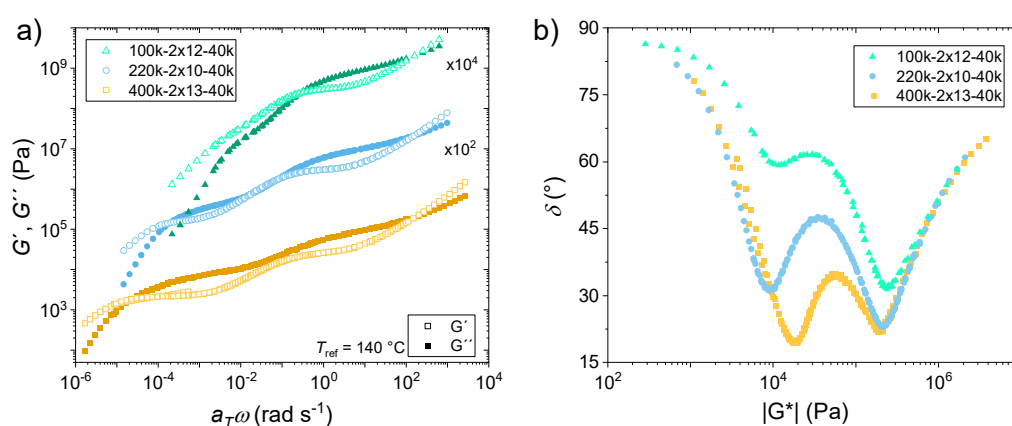 a)
100k-2x12-40k
220k-2x10-40k
400k-2x13-40k
x10⁴
x10²
G´, G´´ (Pa)
10⁹
10⁷
10⁵
10³
G´
G´´
T_ref = 140 °C
10⁻⁶ 10⁻⁴ 10⁻² 10⁰ 10² 10⁴
a_Tω (rad s⁻¹)
b)
100k-2x12-40k
220k-2x10-40k
400k-2x13-40k
δ (°)
90
75
60
45
30
15
10² 10⁴ 10⁶
|G*| (Pa)